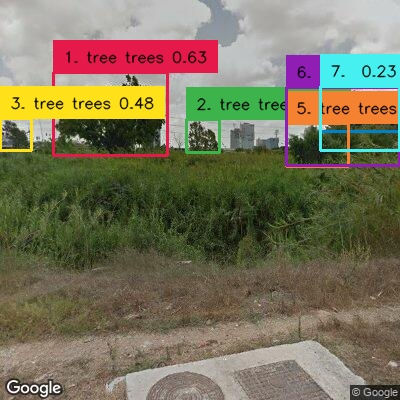 1. tree trees 0.63
6.
7. 0.23
3. tree trees 0.48
2. tree tree
5. tree trees
Google
© Google